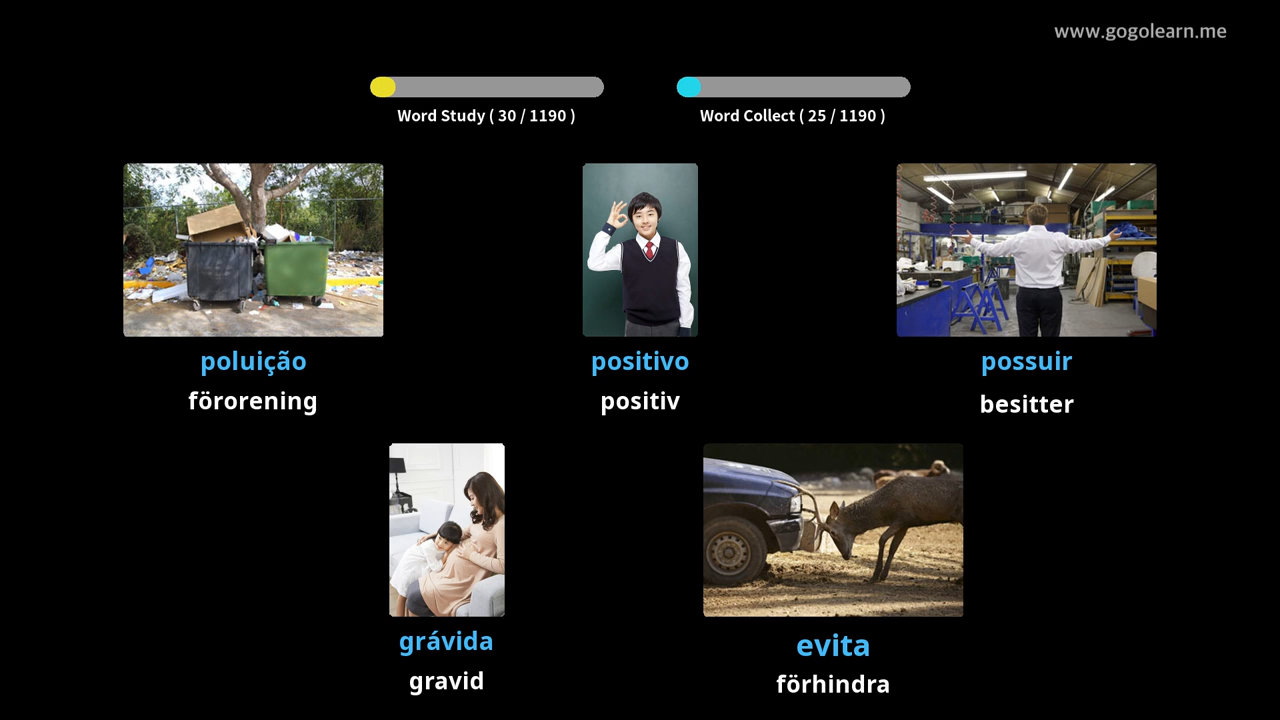 www.gogolearn.me
Word Study ( 30 / 1190 )
Word Collect ( 25 / 1190 )
poluição
positivo
possuir
förorening
positiv
besitter
grávida
evita
gravid
förhindra